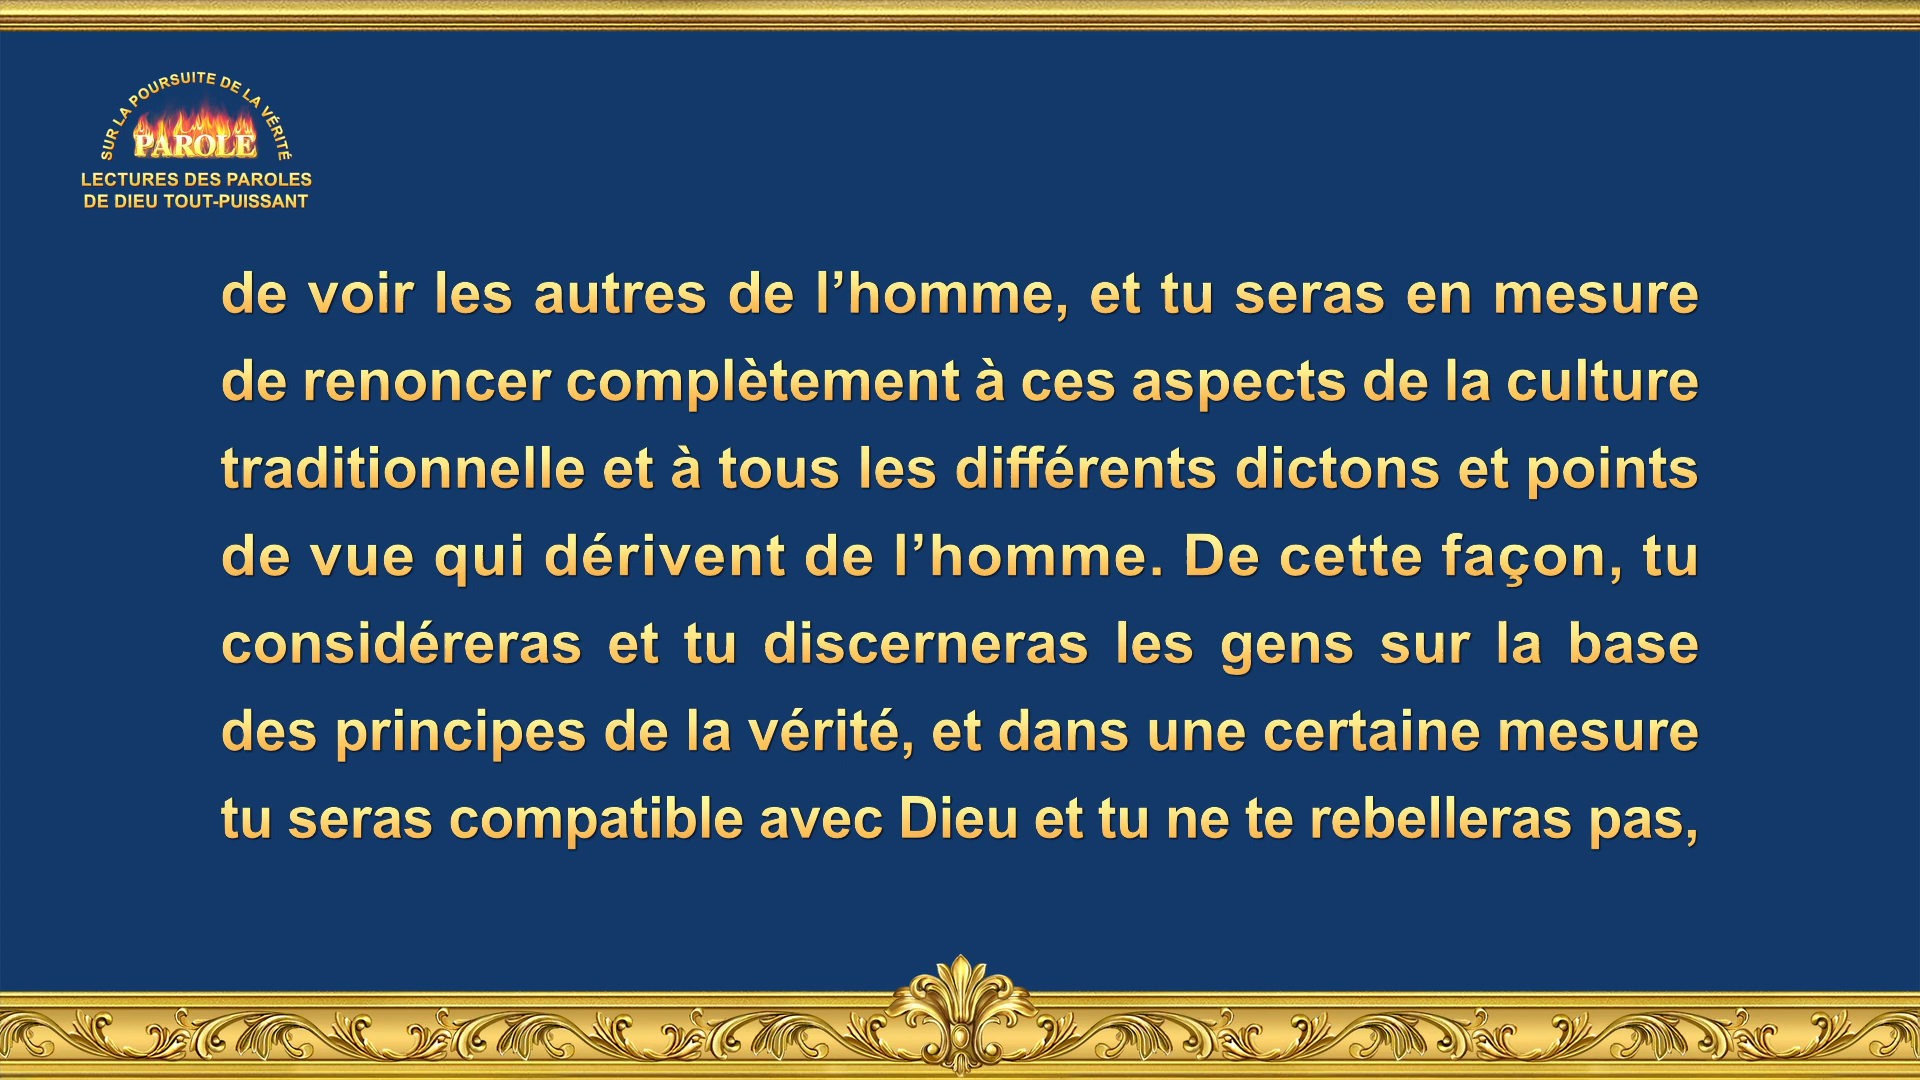 SUR LA POURSUITE DE LA VÉRITÉ
PAROLE
LECTURES DES PAROLES
DE DIEU TOUT-PUISSANT
de voir les autres de l’homme, et tu seras en mesure
de renoncer complètement à ces aspects de la culture
traditionnelle et à tous les différents dictons et points
de vue qui dérivent de l’homme. De cette façon, tu
considéreras et tu discerneras les gens sur la base
des principes de la vérité, et dans une certaine mesure
tu seras compatible avec Dieu et tu ne te rebelleras pas,